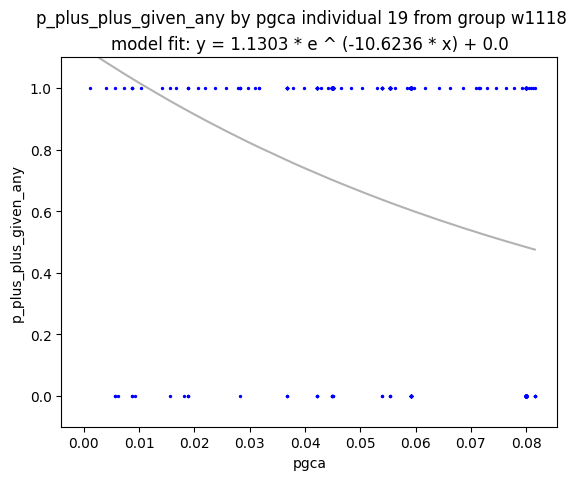 p_plus_plus_given_any by pgca individual 19 from group w1118
model fit: y = 1.1303 * e ^ (-10.6236 * x) + 0.0
1.0
0.8
0.6
0.4
0.2
0.0
p_plus_plus_given_any
0.00 0.01 0.02 0.03 0.04 0.05 0.06 0.07 0.08
pgca